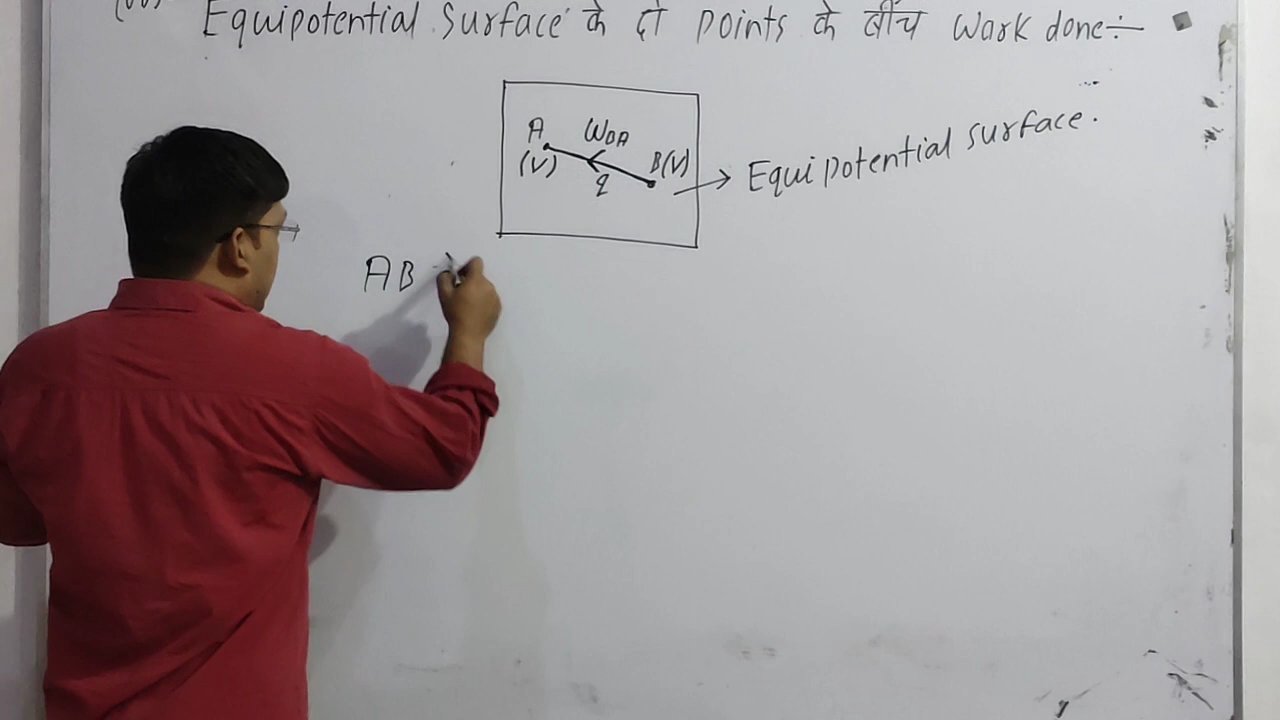 Equipotential Surface के दो points के बीच Work done:-
A
WBA
(V)
B(V)
q
Equipotential surface.
AB